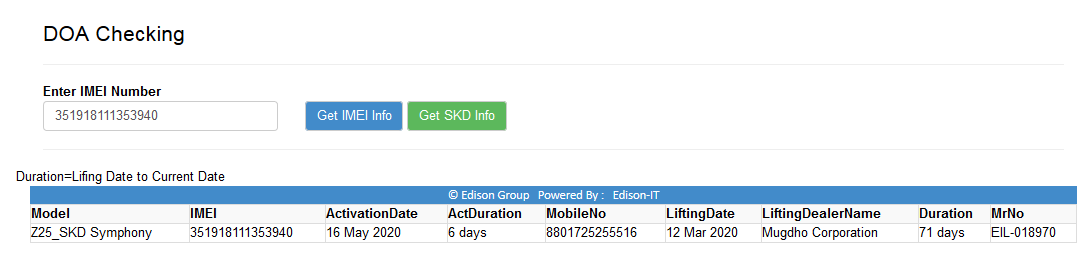 DOA Checking
Enter IMEI Number
351918111353940 Get IMEI Info Get SKD Info
Duration=Lifing Date to Current Date
© Edison Group Powered By : Edison-IT
Model IMEI ActivationDate ActDuration MobileNo LiftingDate LiftingDealerName Duration MrNo
Z25_SKD Symphony 351918111353940 16 May 2020 6 days 8801725255516 12 Mar 2020 Mugdho Corporation 71 days EIL-018970